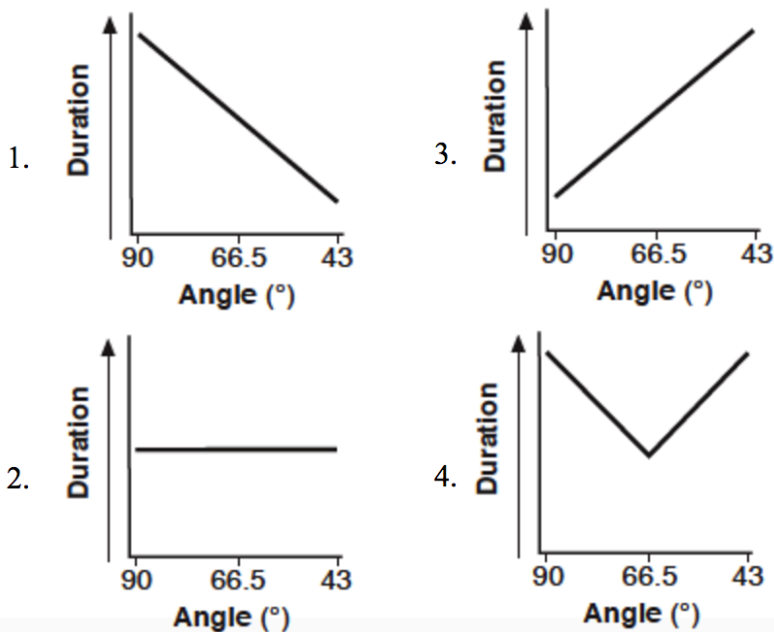 1.
Duration
90 66.5 43
Angle (°)
2.
Duration
90 66.5 43
Angle (°)
3.
Duration
90 66.5 43
Angle (°)
4.
Duration
90 66.5 43
Angle (°)